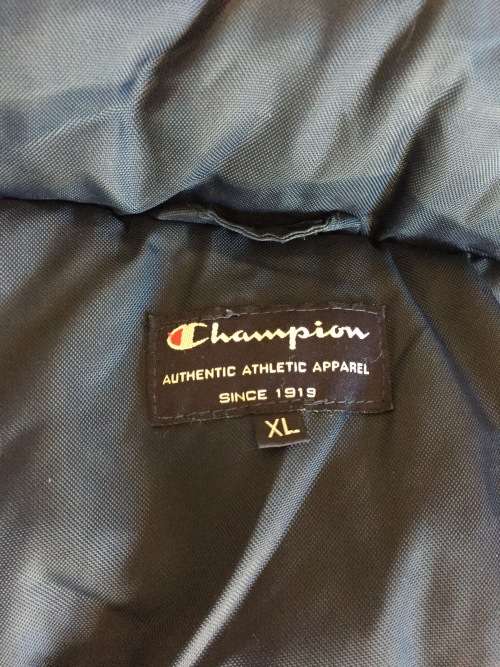 Champion
AUTHENTIC ATHLETIC APPAREL
SINCE 1919
XL